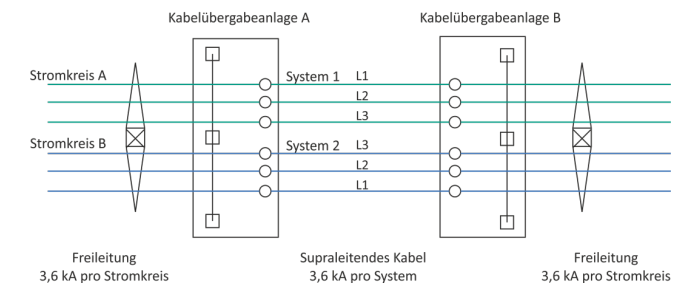 Kabelübergabeanlage A
Kabelübergabeanlage B
Stromkreis A
System 1
L1
L2
L3
Stromkreis B
System 2
L3
L2
L1
Freileitung
3,6 kA pro Stromkreis
Supraleitendes Kabel
3,6 kA pro System
Freileitung
3,6 kA pro Stromkreis